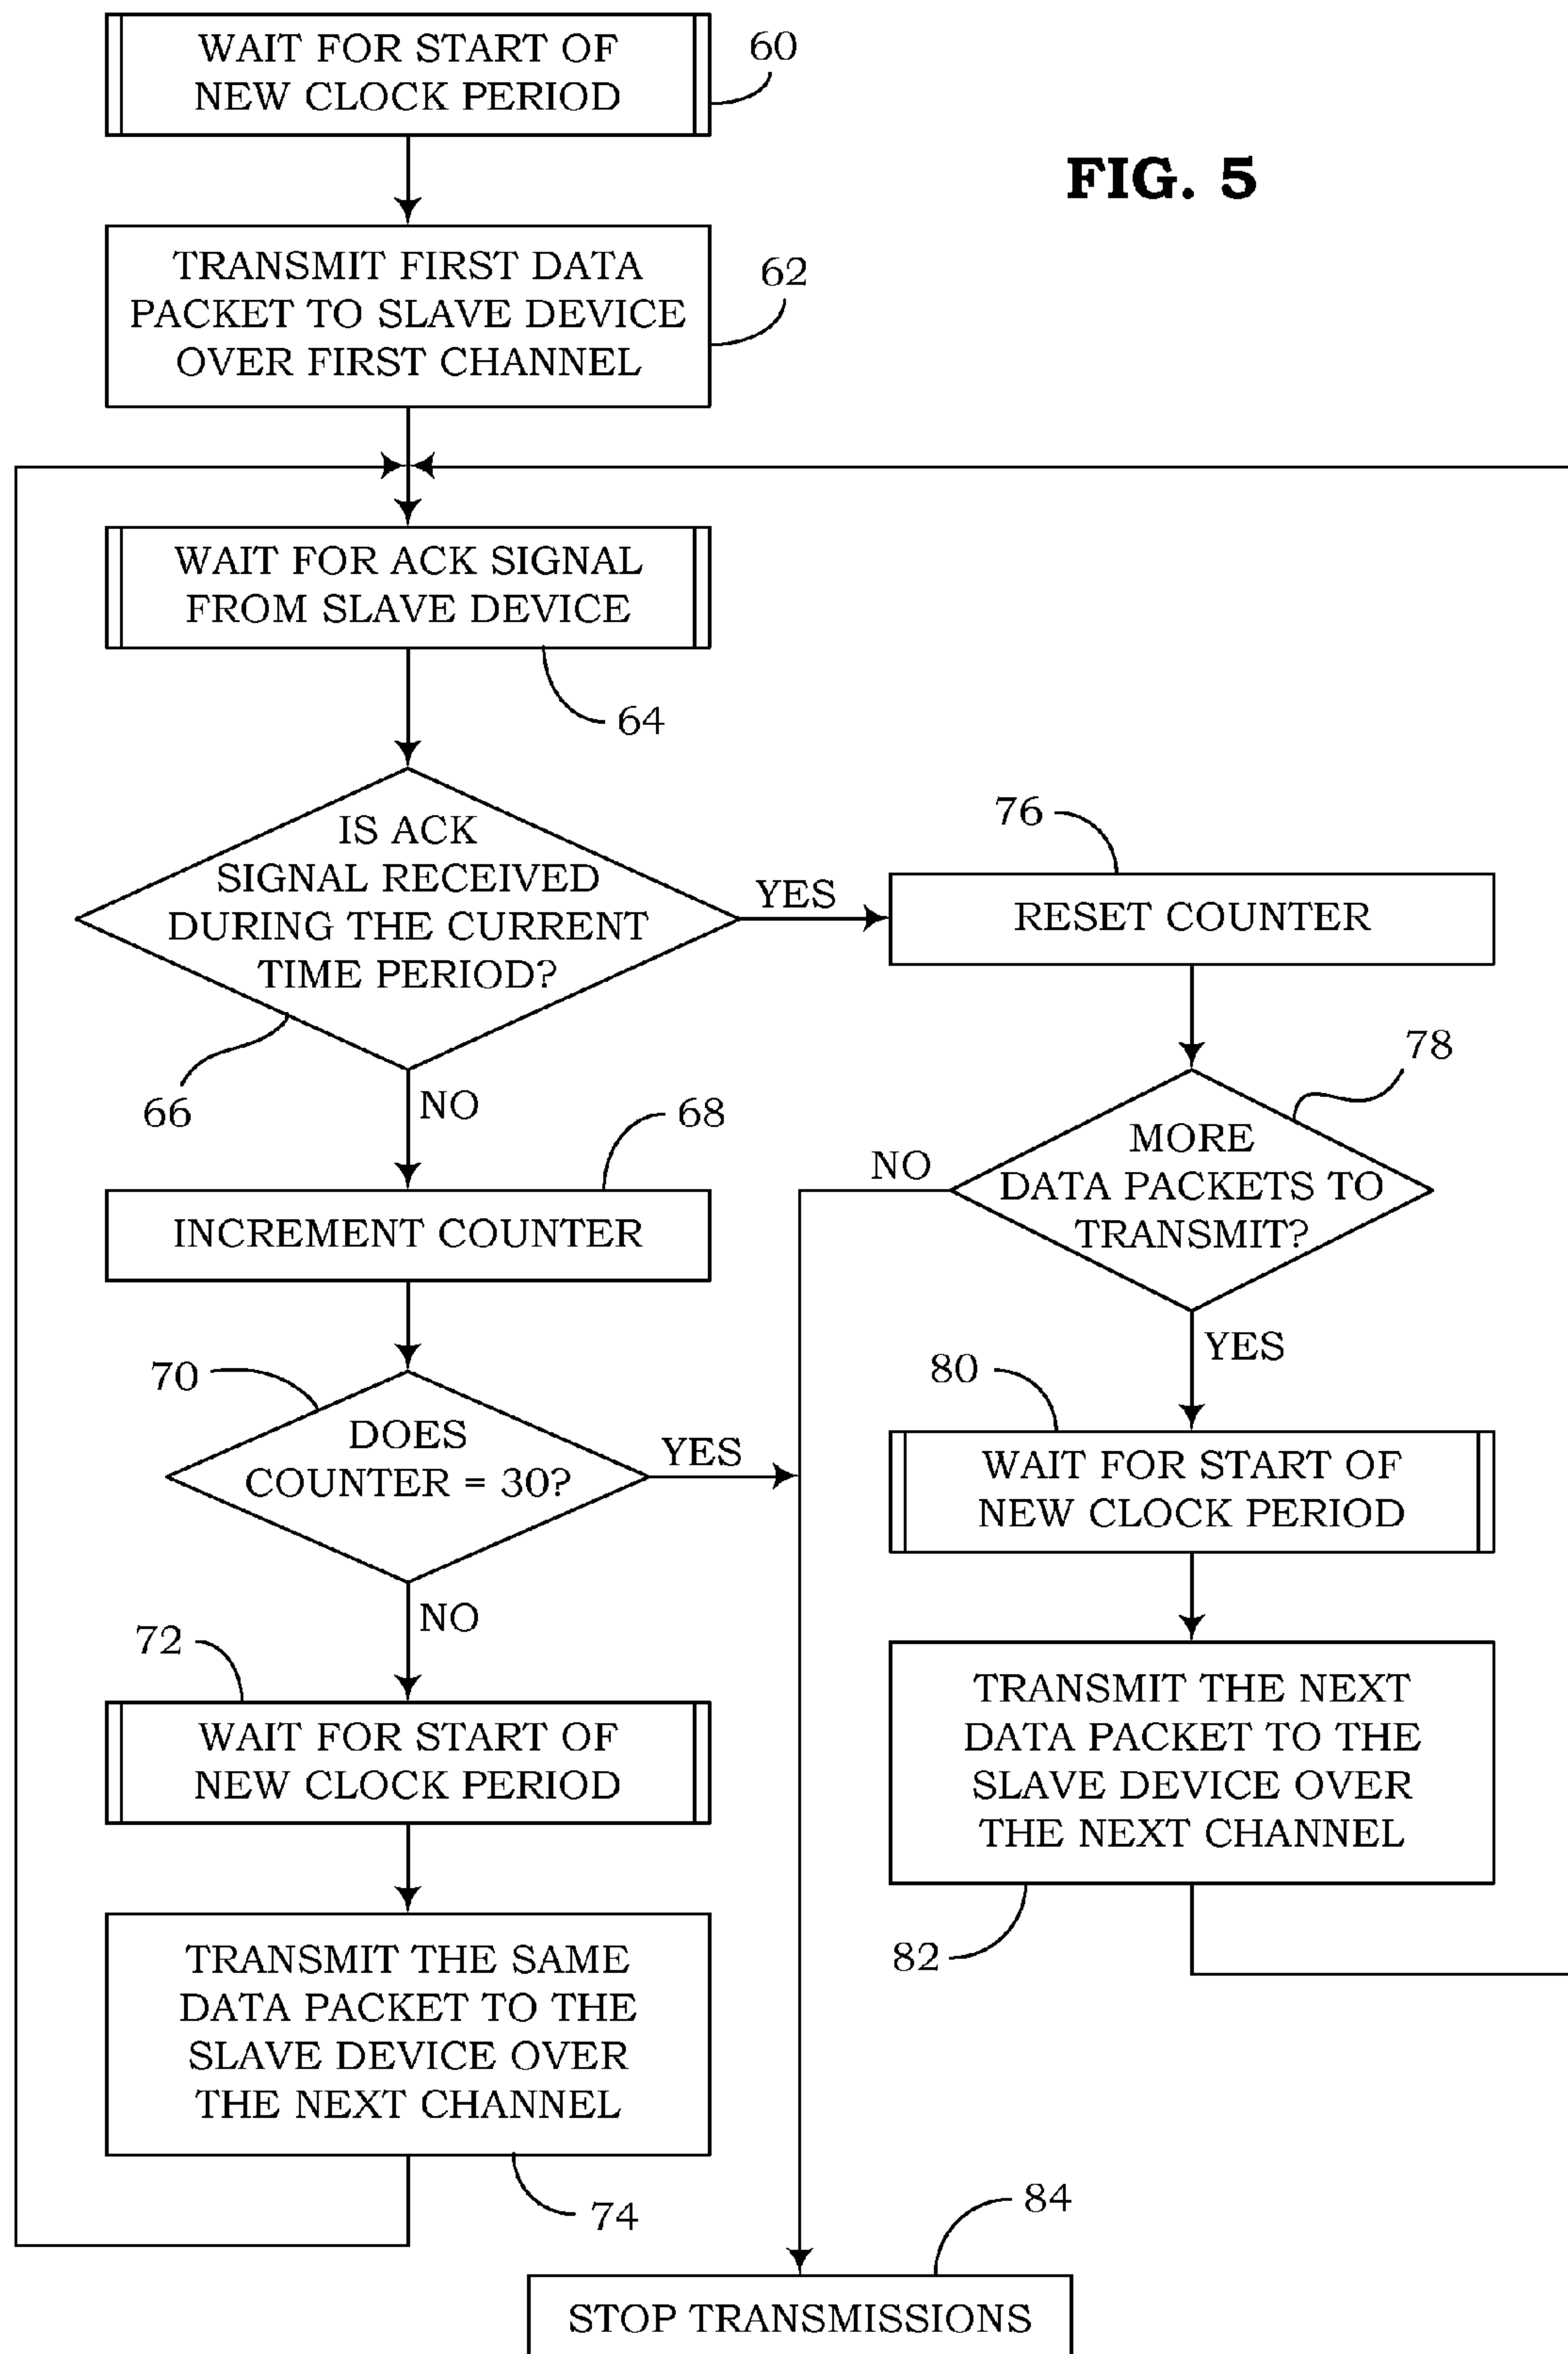 WAIT FOR START OF
NEW CLOCK PERIOD
60
FIG. 5
TRANSMIT FIRST DATA
PACKET TO SLAVE DEVICE
OVER FIRST CHANNEL
62
WAIT FOR ACK SIGNAL
FROM SLAVE DEVICE
64
IS ACK
SIGNAL RECEIVED
DURING THE CURRENT
TIME PERIOD?
66
YES
NO
76
RESET COUNTER
68
INCREMENT COUNTER
78
MORE
DATA PACKETS TO
TRANSMIT?
NO
YES
70
DOES
COUNTER = 30?
YES
NO
80
WAIT FOR START OF
NEW CLOCK PERIOD
72
WAIT FOR START OF
NEW CLOCK PERIOD
TRANSMIT THE NEXT
DATA PACKET TO THE
SLAVE DEVICE OVER
THE NEXT CHANNEL
82
TRANSMIT THE SAME
DATA PACKET TO THE
SLAVE DEVICE OVER
THE NEXT CHANNEL
74
84
STOP TRANSMISSIONS